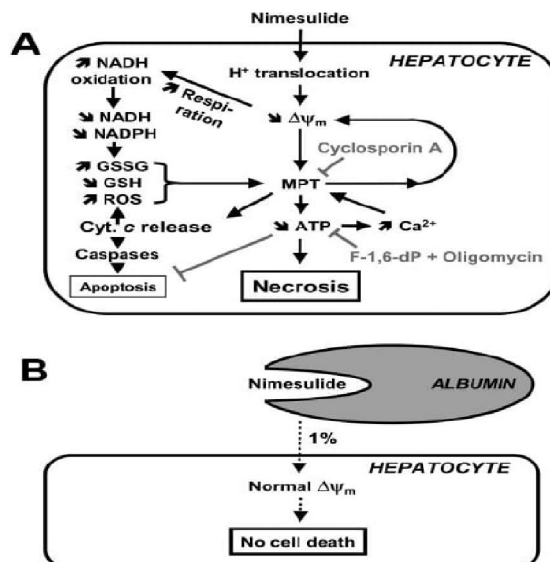 A
Nimesulide
HEPATOCYTE
↗ NADH
oxidation
H⁺ translocation
↗ Respi-
ration
↘ NADH
↘ NADPH
↘ ΔΨm
↗ GSSG
↘ GSH
↗ ROS
Cyclosporin A
MPT
Cyt. c release
↘ ATP
↗ Ca²⁺
Caspases
F-1,6-dP + Oligomycin
Apoptosis
Necrosis
B
Nimesulide
ALBUMIN
1%
HEPATOCYTE
Normal ΔΨm
No cell death